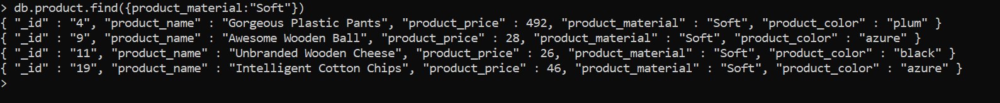 > db.product.find({product_material:"Soft"})
{ "_id" : "4", "product_name" : "Gorgeous Plastic Pants", "product_price" : 492, "product_material" : "Soft", "product_color" : "plum" }
{ "_id" : "9", "product_name" : "Awesome Wooden Ball", "product_price" : 28, "product_material" : "Soft", "product_color" : "azure" }
{ "_id" : "11", "product_name" : "Unbranded Wooden Cheese", "product_price" : 26, "product_material" : "Soft", "product_color" : "black" }
{ "_id" : "19", "product_name" : "Intelligent Cotton Chips", "product_price" : 46, "product_material" : "Soft", "product_color" : "azure" }
>